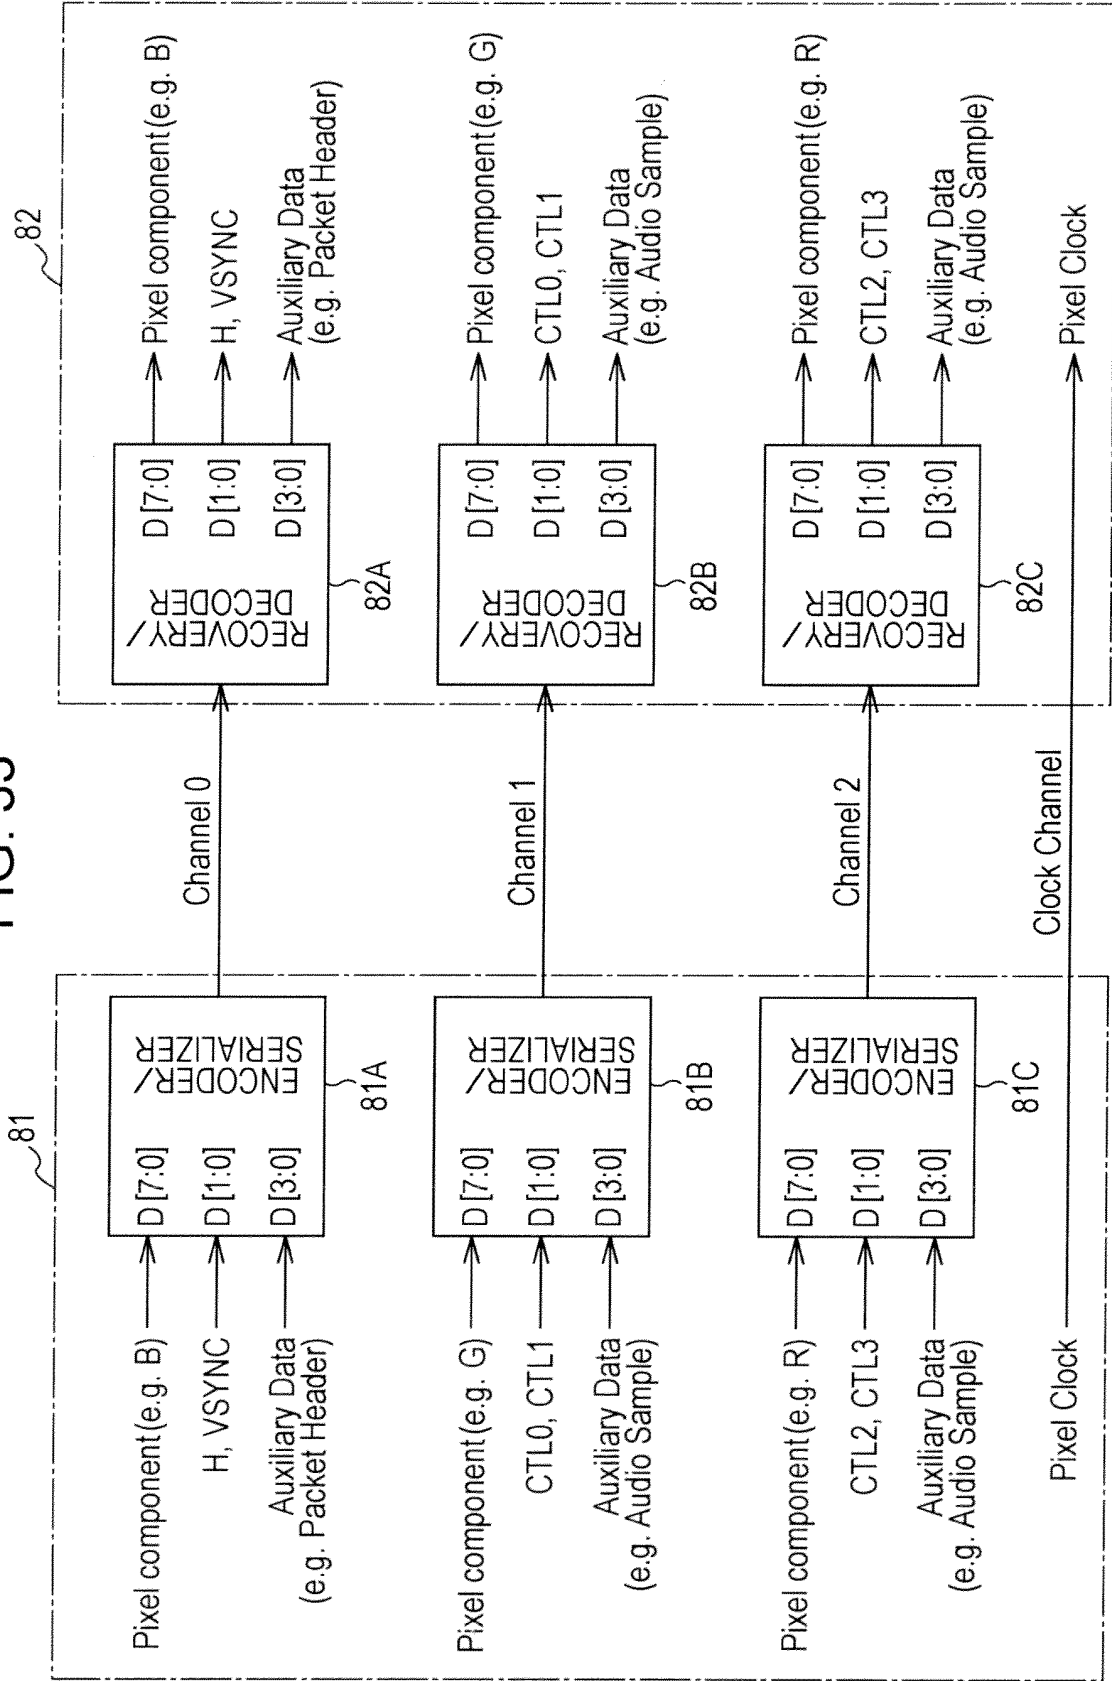 FIG.
81
82
Pixel component(e.g. B)
H, VSYNC
Auxiliary Data
(e.g. Packet Header)
D[7:0]
D[1:0]
D[3:0]
ENCODER/
SERIALIZER
81A
Channel 0
RECOVERY/
DECODER
D[7:0]
D[1:0]
D[3:0]
82A
Pixel component(e.g. B)
H, VSYNC
Auxiliary Data
(e.g. Packet Header)
Pixel component(e.g. G)
CTL0, CTL1
Auxiliary Data
(e.g. Audio Sample)
D[7:0]
D[1:0]
D[3:0]
ENCODER/
SERIALIZER
81B
Channel 1
RECOVERY/
DECODER
D[7:0]
D[1:0]
D[3:0]
82B
Pixel component(e.g. G)
CTL0, CTL1
Auxiliary Data
(e.g. Audio Sample)
Pixel component(e.g. R)
CTL2, CTL3
Auxiliary Data
(e.g. Audio Sample)
D[7:0]
D[1:0]
D[3:0]
ENCODER/
SERIALIZER
81C
Channel 2
RECOVERY/
DECODER
D[7:0]
D[1:0]
D[3:0]
82C
Pixel component(e.g. R)
CTL2, CTL3
Auxiliary Data
(e.g. Audio Sample)
Pixel Clock
Clock Channel
Pixel Clock